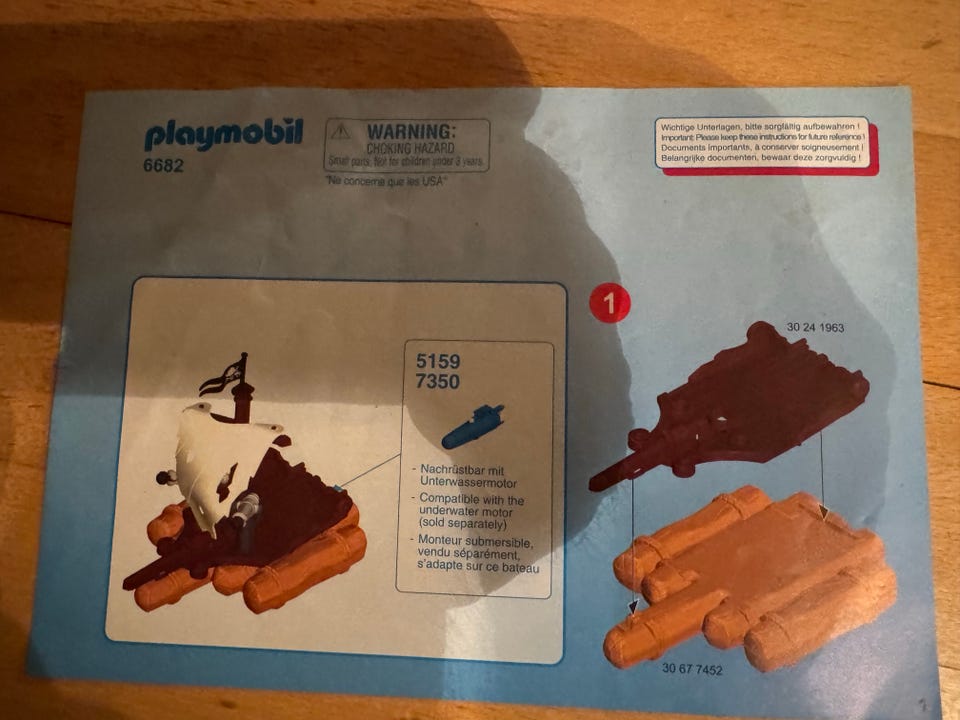 playmobil
6682
WARNING:
CHOKING HAZARD
Small parts. Not for children under 3 years.
"Ne concerne que les USA"
Wichtige Unterlagen, bitte sorgfältig aufbewahren !
Important: Please keep these instructions for future reference !
Documents importants, à conserver soigneusement !
Belangrijke documenten, bewaar deze zorgvuldig !
5159
7350
- Nachrüstbar mit
Unterwassermotor
- Compatible with the
underwater motor
(sold separately)
- Monteur submersible,
vendu séparément,
s'adapte sur ce bateau
1
30 24 1963
30 67 7452